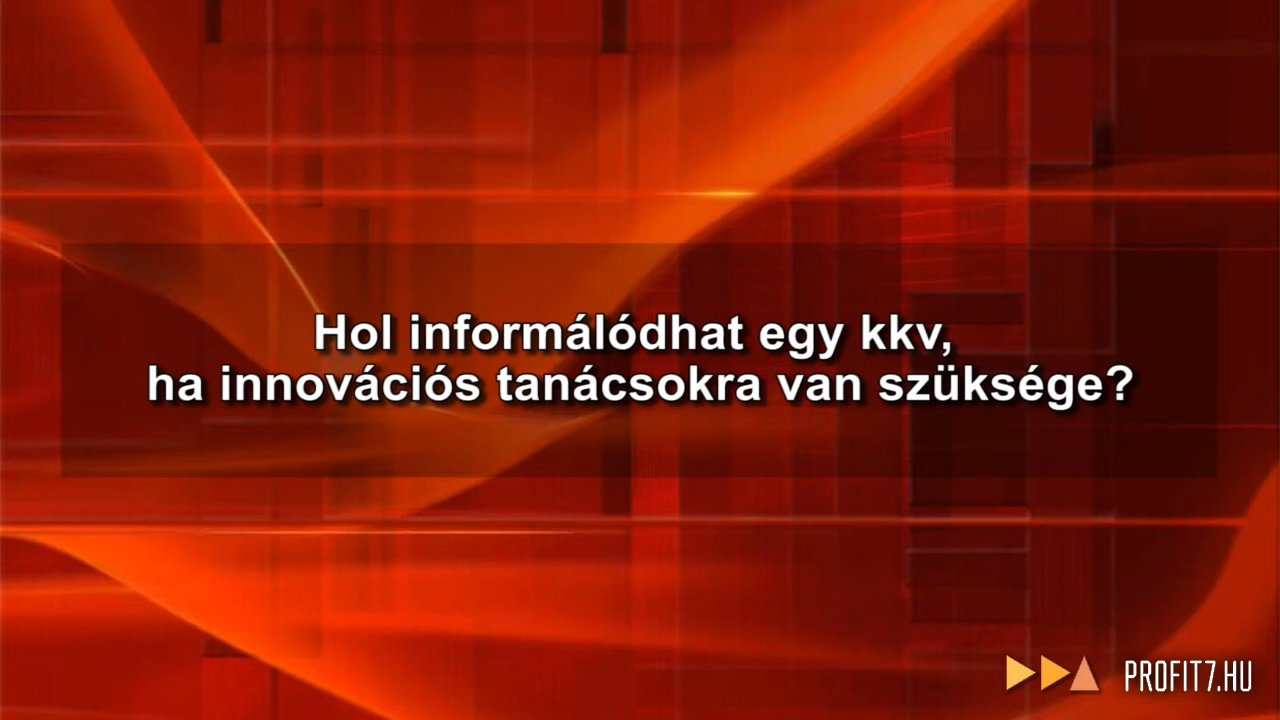 Hol informálódhat egy kkv,
ha innovációs tanácsokra van szüksége?
PROFIT7.HU